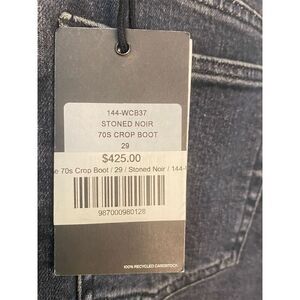 144-WCB37
STONED NOIR
70S CROP BOOT
29
$425.00
e 70s Crop Boot / 29 / Stoned Noir / 144-
987000980128
100% RECYCLED CARDSTOCK